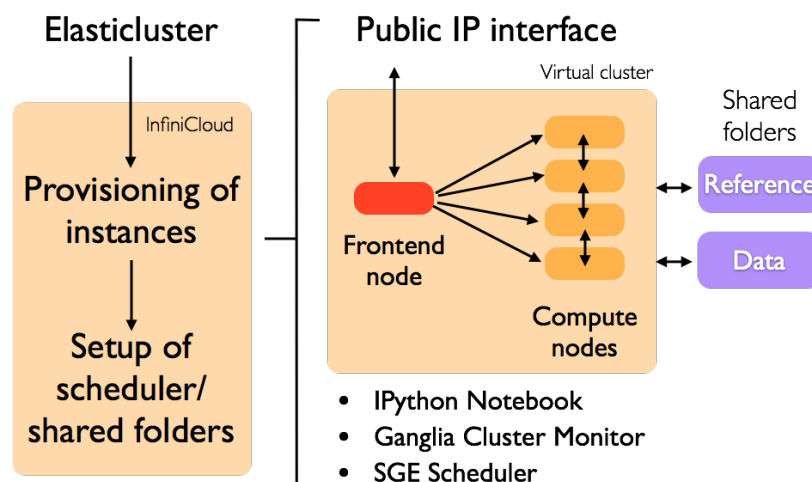 Elasticluster
InfiniCloud
Provisioning of
instances
Setup of
scheduler/
shared folders
Public IP interface
Virtual cluster
Frontend
node
Compute
nodes
Shared
folders
Reference
Data
• IPython Notebook
• Ganglia Cluster Monitor
• SGE Scheduler